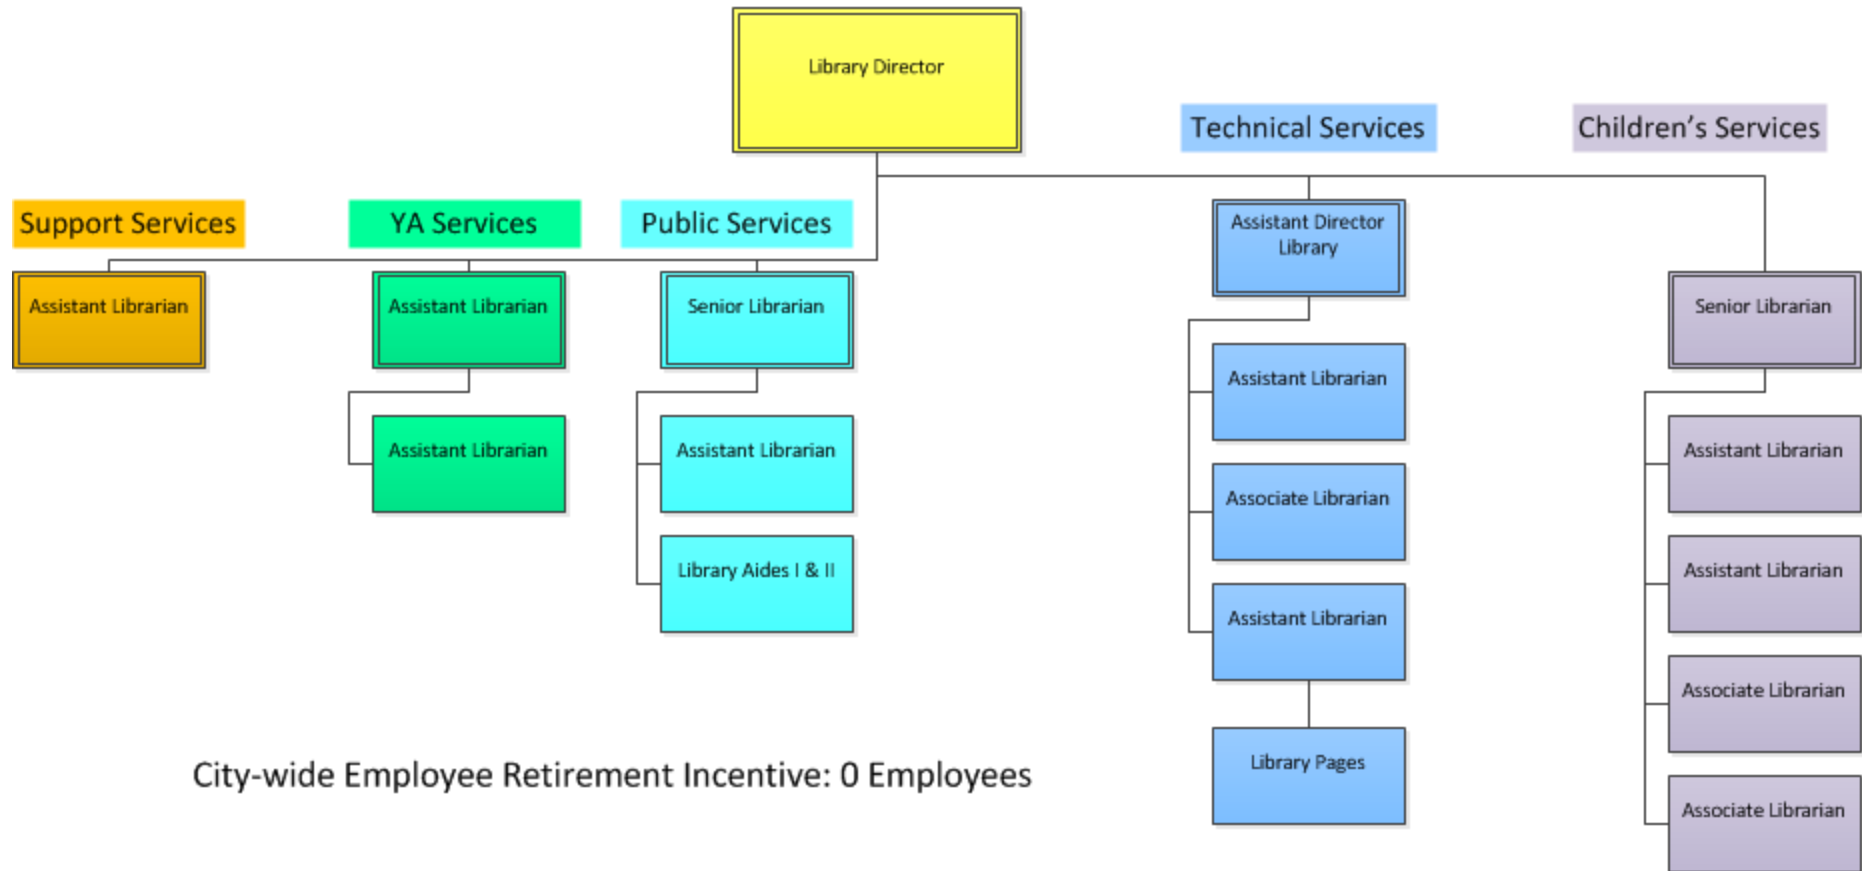 Library Director
Technical Services
Children's Services
Support Services
YA Services
Public Services
Assistant Director
Library
Assistant Librarian
Assistant Librarian
Senior Librarian
Senior Librarian
Assistant Librarian
Assistant Librarian
Assistant Librarian
Assistant Librarian
Associate Librarian
Library Aides I & II
Assistant Librarian
Assistant Librarian
Associate Librarian
City-wide Employee Retirement Incentive: 0 Employees
Library Pages
Associate Librarian